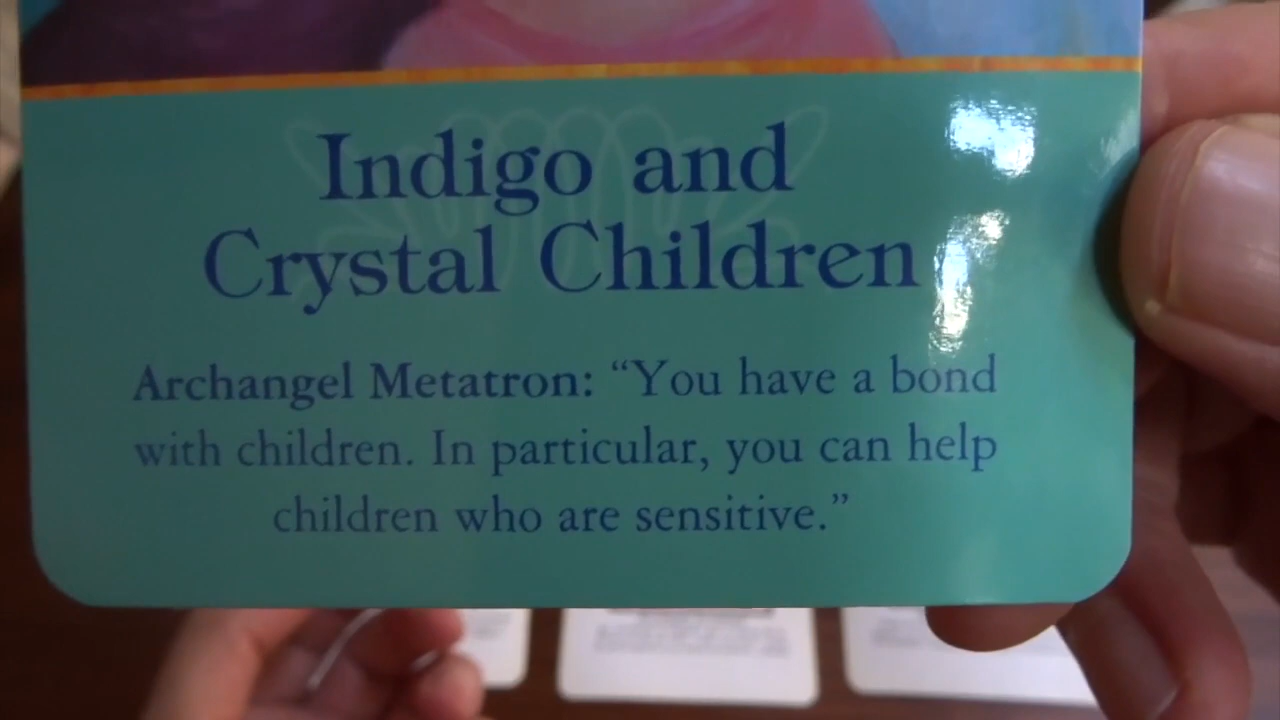 Indigo and
Crystal Children
Archangel Metatron: “You have a bond
with children. In particular, you can help
children who are sensitive.”